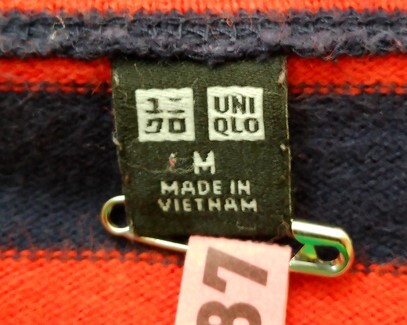 ユニ UNI
クロ QLO
M
MADE IN
VIETNAM
87